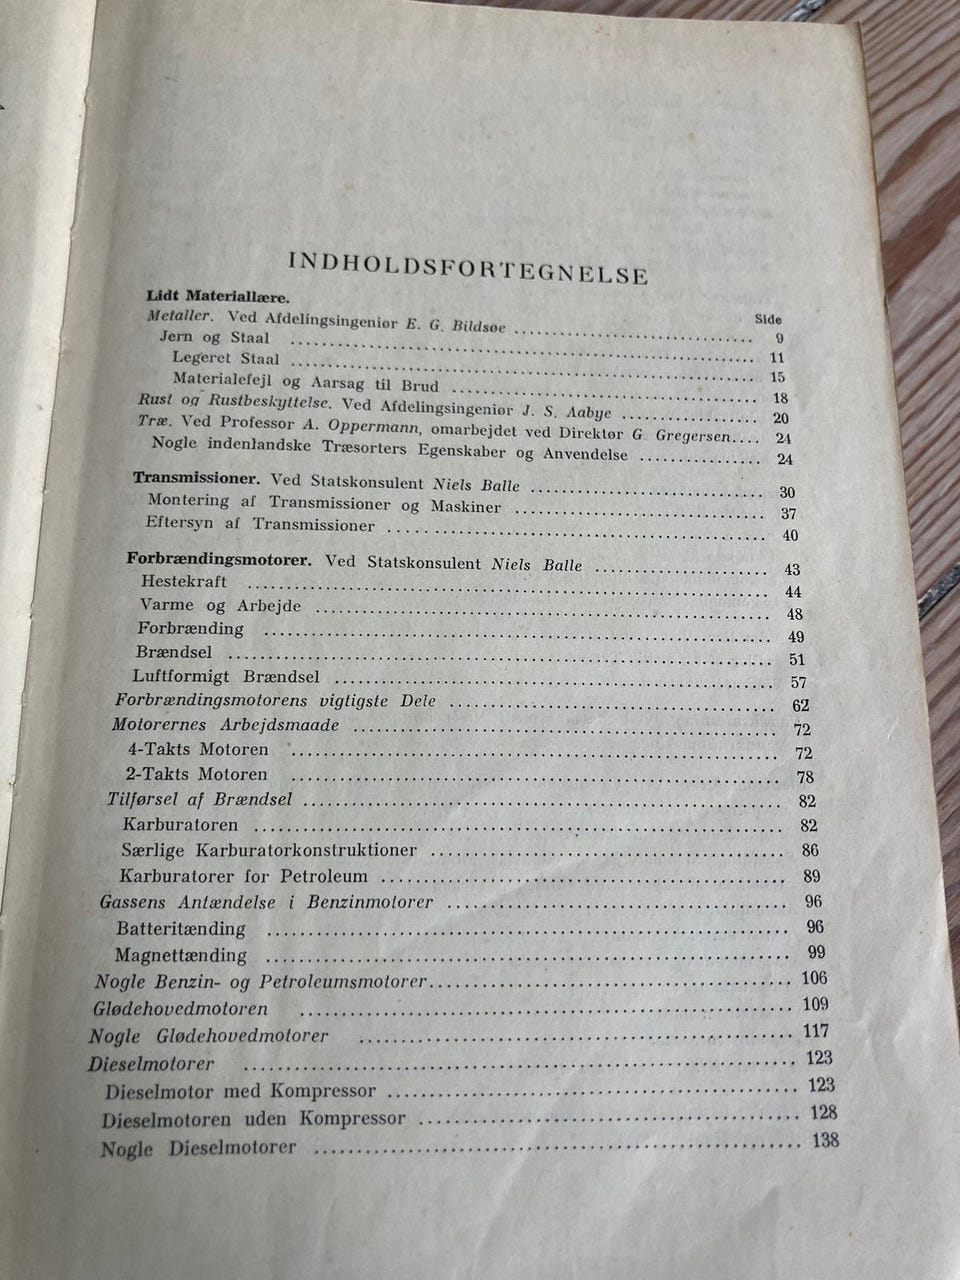 INDHOLDSFORTEGNELSE
Side
Lidt Materiallære.
Metaller. Ved Afdelingsingeniør E. G. Bildsøe ........ 9
Jern og Staal ........ 11
Legeret Staal ........ 15
Materialefejl og Aarsag til Brud ........ 18
Rust og Rustbeskyttelse. Ved Afdelingsingeniør J. S. Aabye ........ 20
Træ. Ved Professor A. Oppermann, omarbejdet ved Direktør G. Gregersen.... 24
Nogle indenlandske Træsorters Egenskaber og Anvendelse ........ 24
Transmissioner. Ved Statskonsulent Niels Balle ........ 30
Montering af Transmissioner og Maskiner ........ 37
Eftersyn af Transmissioner ........ 40
Forbrændingsmotorer. Ved Statskonsulent Niels Balle ........ 43
Hestekraft ........ 44
Varme og Arbejde ........ 48
Forbrænding ........ 49
Brændsel ........ 51
Luftformigt Brændsel ........ 57
Forbrændingsmotorens vigtigste Dele ........ 62
Motorernes Arbejdsmaade ........ 72
4-Takts Motoren ........ 72
2-Takts Motoren ........ 78
Tilførsel af Brændsel ........ 82
Karburatoren ........ 82
Særlige Karburatorkonstruktioner ........ 86
Karburatorer for Petroleum ........ 89
Gassens Antændelse i Benzinmotorer ........ 96
Batteritænding ........ 96
Magnettænding ........ 99
Nogle Benzin- og Petroleumsmotorer........ 106
Glødehovedmotoren ........ 109
Nogle Glødehovedmotorer ........ 117
Dieselmotorer ........ 123
Dieselmotor med Kompressor ........ 123
Dieselmotoren uden Kompressor ........ 128
Nogle Dieselmotorer ........ 138